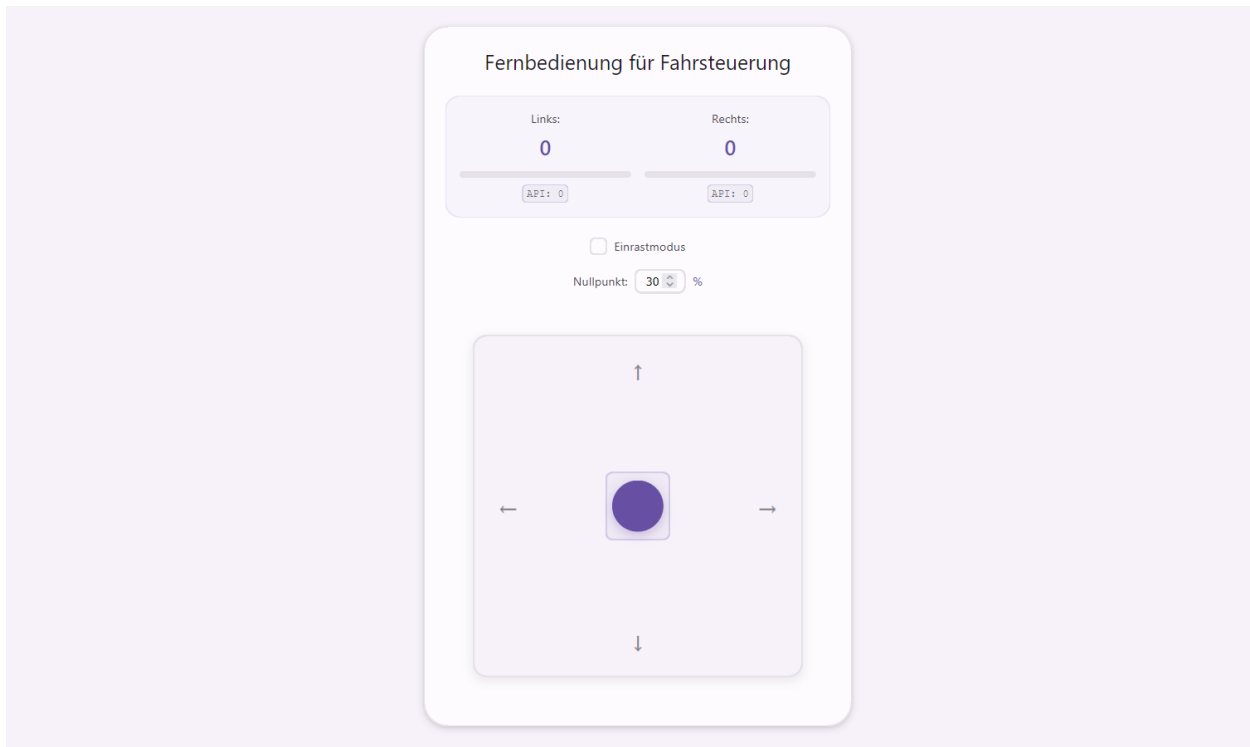 Fernbedienung für Fahrsteuerung
Links: Rechts:
0 0
API: 0 API: 0
Einrastmodus
Nullpunkt: 30 %
↑
← →
↓